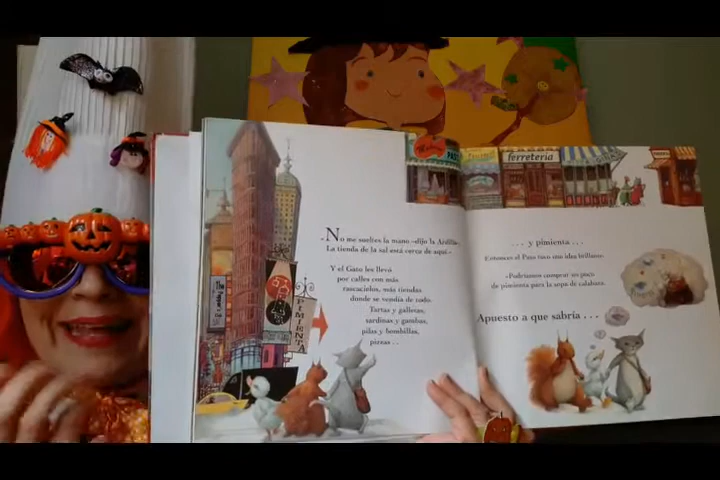 «No me sueltes la mano –dijo la Ardilla–.
La tienda de la sal está cerca de aquí.»
Y el Gato les llevó
por calles con más
rascacielos, más tiendas
donde se vendía de todo.
Tartas y galletas,
sardinas y gambas,
pilas y bombillas,
pizzas . .
PIMIENTA
ferretería
. . . y pimienta . . .
Entonces el Pato tuvo una idea brillante.
«Podríamos comprar un poco
de pimienta para la sopa de calabaza.
Apuesto a que sabría . . .